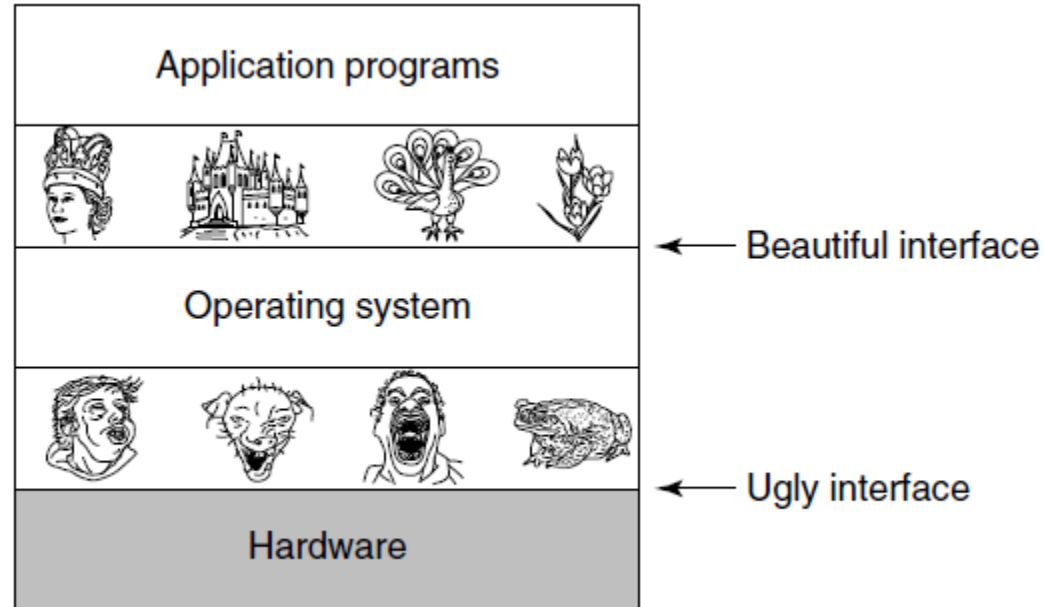 Application programs
Beautiful interface
Operating system
Ugly interface
Hardware